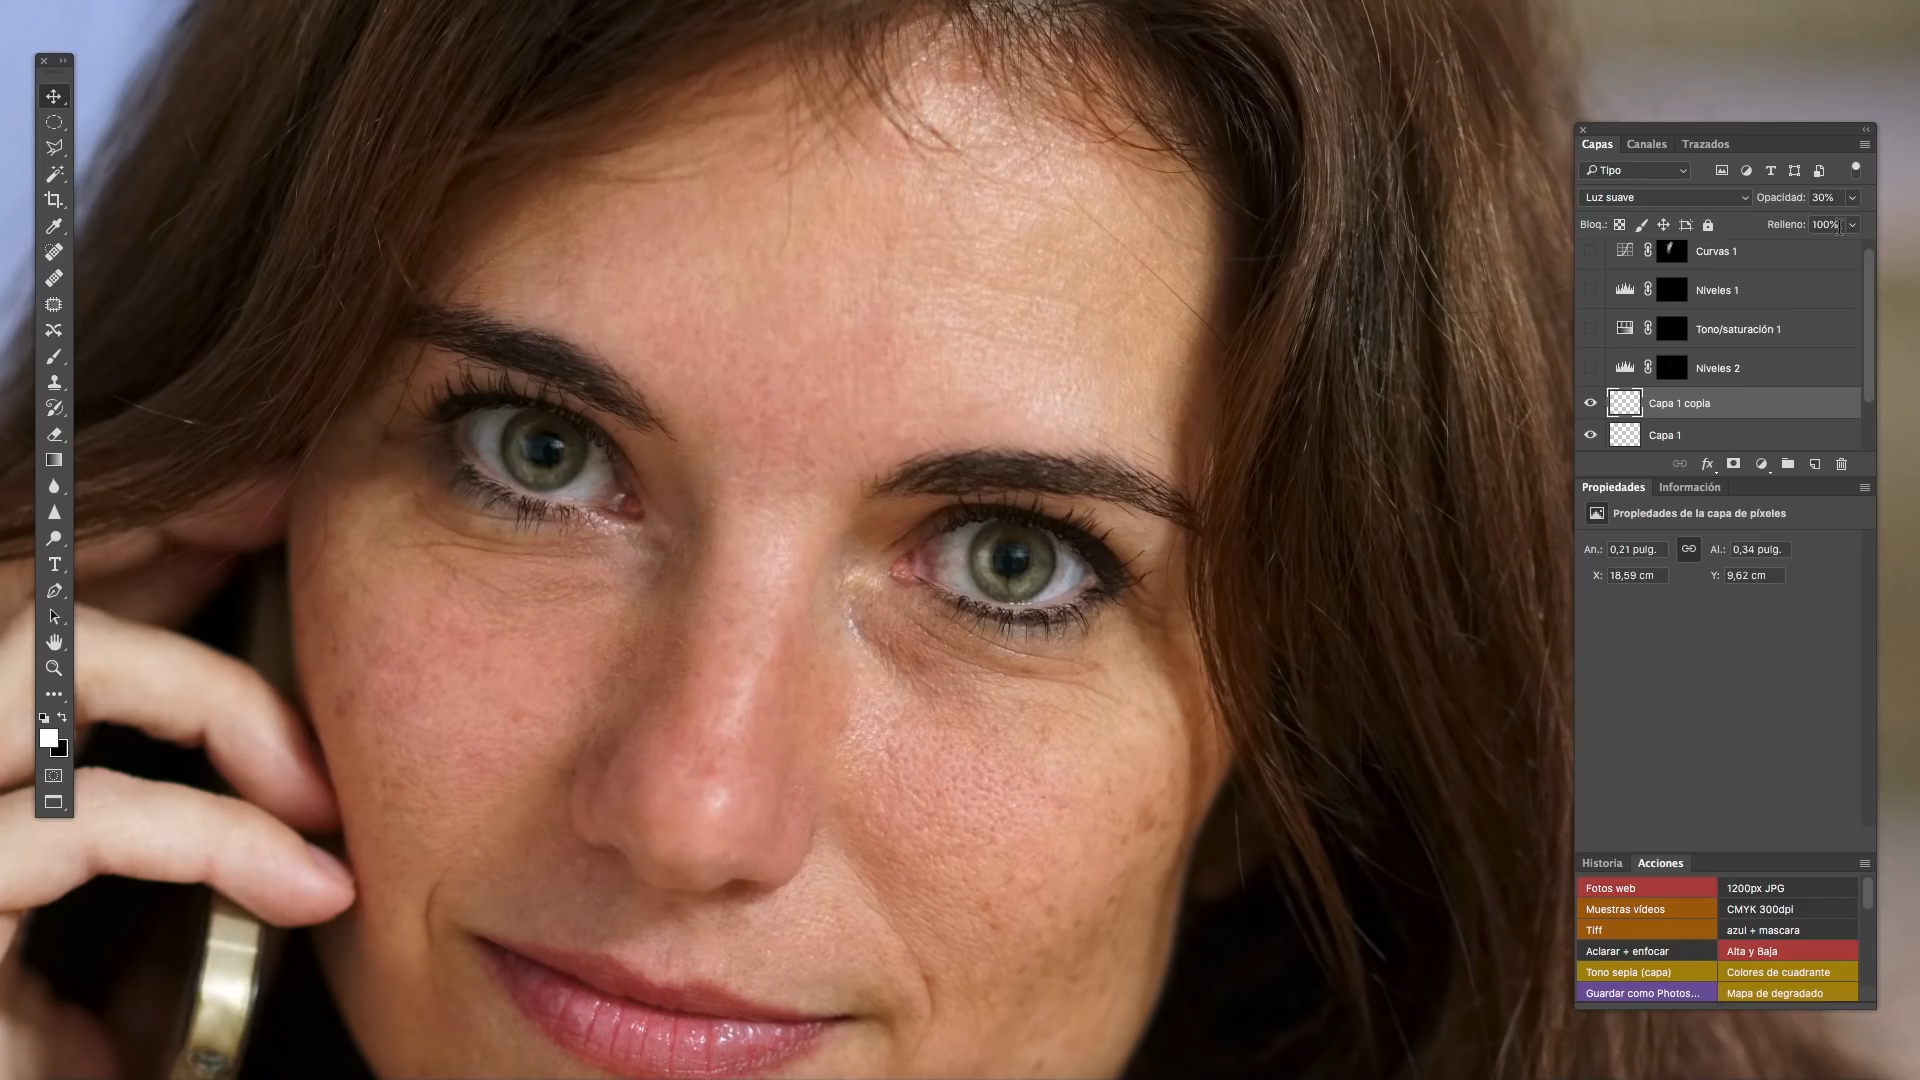 Capas Canales Trazados
Tipo
Luz suave Opacidad: 30%
Bloq.: Relleno: 100%
Curvas 1
Niveles 1
Tono/saturación 1
Niveles 2
Capa 1 copia
Capa 1
fx
Propiedades Información
Propiedades de la capa de píxeles
An.: 0,21 pulg. Al.: 0,34 pulg.
X: 18,59 cm Y: 9,62 cm
Historia Acciones
Fotos web 1200px JPG
Muestras vídeos CMYK 300dpi
Tiff azul + mascara
Aclarar + enfocar Alta y Baja
Tono sepia (capa) Colores de cuadrante
Guardar como Photos... Mapa de degradado